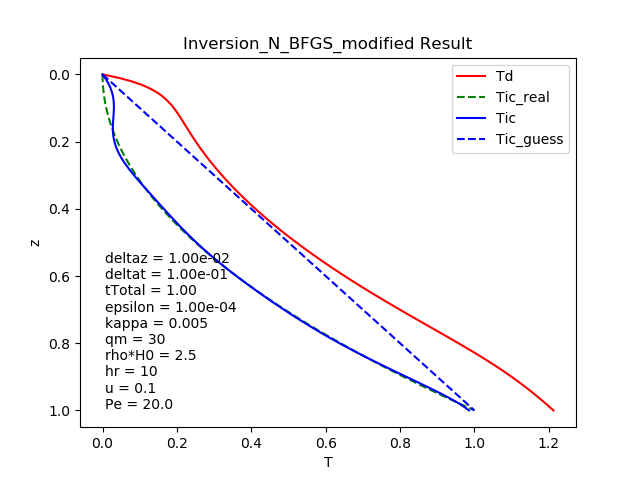 Inversion_N_BFGS_modified Result
0.0
0.2
0.4
0.6
0.8
1.0
z
Td
Tic_real
Tic
Tic_guess
deltaz = 1.00e-02
deltat = 1.00e-01
tTotal = 1.00
epsilon = 1.00e-04
kappa = 0.005
qm = 30
rho*H0 = 2.5
hr = 10
u = 0.1
Pe = 20.0
0.0 0.2 0.4 0.6 0.8 1.0 1.2
T